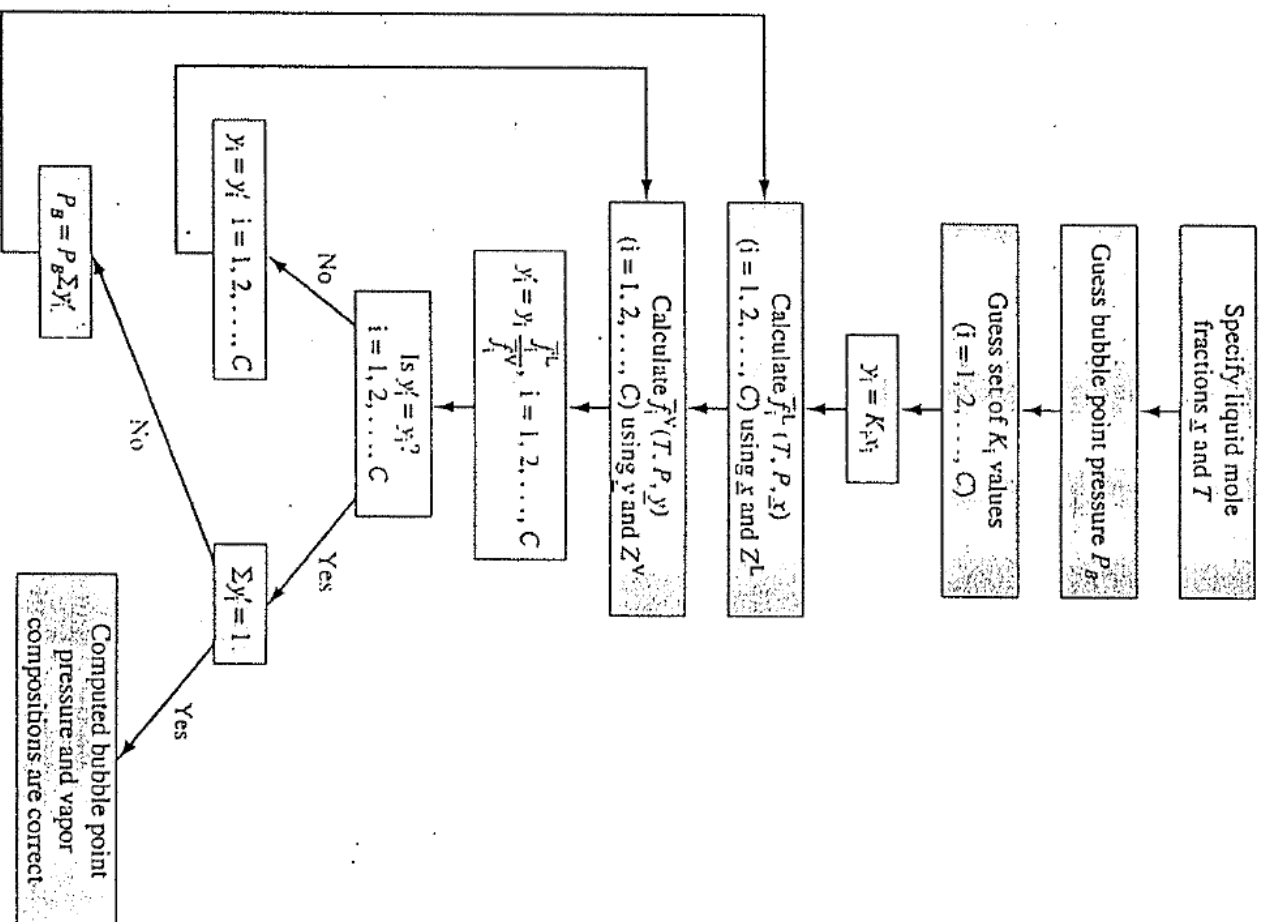 Specify liquid mole
fractions x and T
Guess bubble point pressure P_B
Guess set of K_i values
(i = 1, 2, . . . , C)
y_i = K_i x_i
Calculate f̄_i^L (T, P, x)
(i = 1, 2, . . . , C) using x and Z^L
Calculate f̄_i^V (T, P, y)
(i = 1, 2, . . . , C) using y and Z^V
y_i′ = y_i f̄_i^L / f̄_i^V, i = 1, 2, . . . , C
Is y_i′ = y_i?
i = 1, 2, . . . , C
No
Yes
y_i = y_i′ i = 1, 2, . . . , C
Σy_i′ = 1
No
Yes
P_B = P_B Σy_i′
Computed bubble point
pressure and vapor
compositions are correct